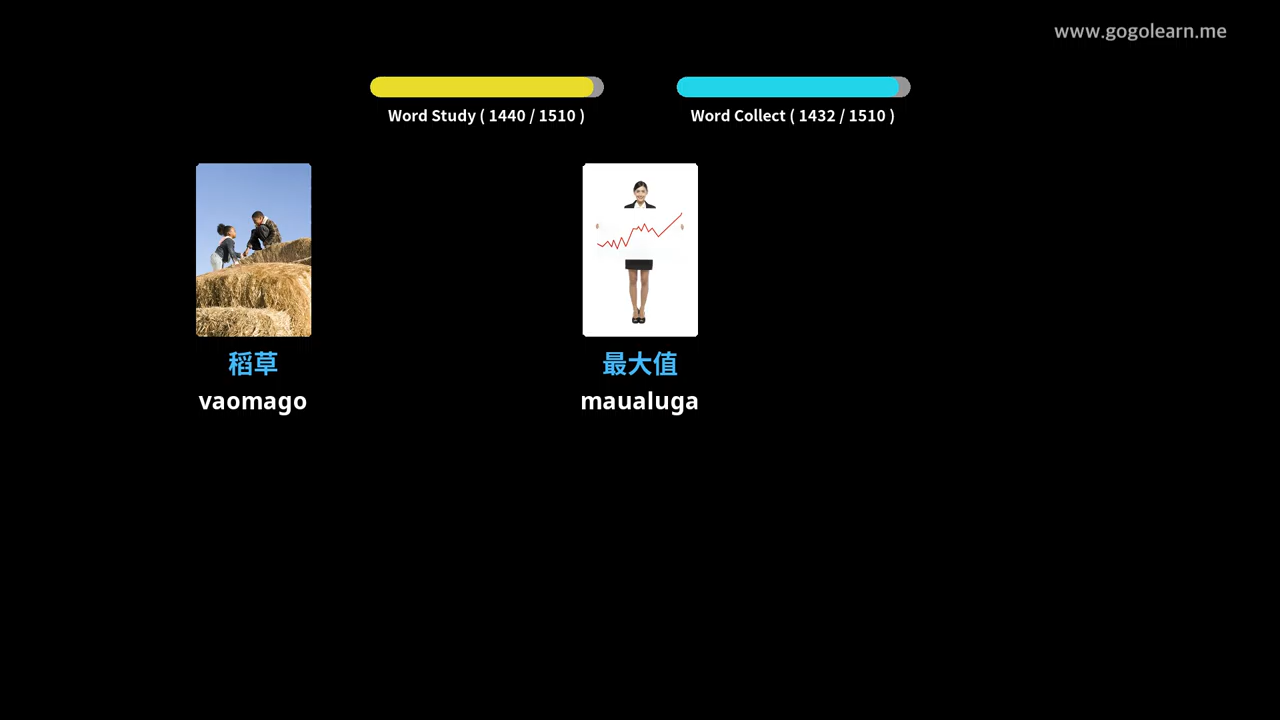 www.gogolearn.me
Word Study ( 1440 / 1510 )
Word Collect ( 1432 / 1510 )
稻草
vaomago
最大值
maualuga